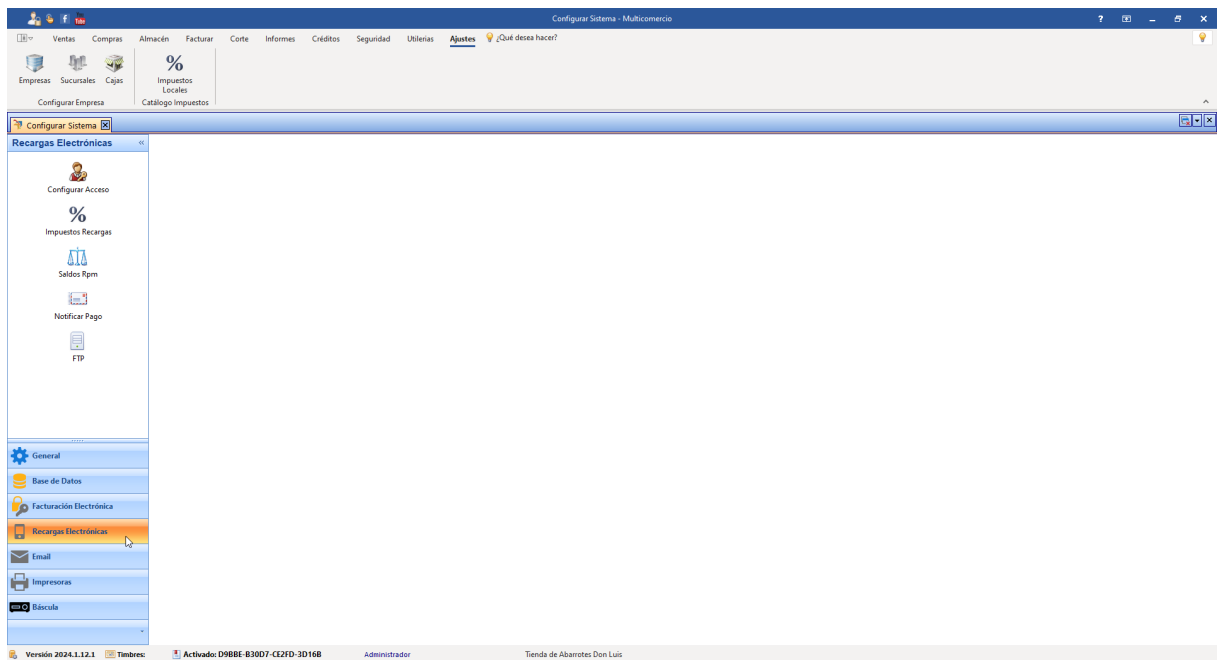 f You Tube Configurar Sistema - Multicomercio ?
Ventas Compras Almacén Facturar Corte Informes Créditos Seguridad Utilerias Ajustes ¿Qué desea hacer?
Empresas Sucursales Cajas
% Impuestos Locales
Configurar Empresa Catálogo Impuestos
Configurar Sistema
Recargas Electrónicas «
Configurar Acceso
%
Impuestos Recargas
Saldos Rpm
Notificar Pago
FTP
General
Base de Datos
Facturación Electrónica
Recargas Electrónicas
Email
Impresoras
Báscula
Versión 2024.1.12.1 Timbres: Activado: D9BBE-B30D7-CE2FD-3D16B Administrador Tienda de Abarrotes Don Luis